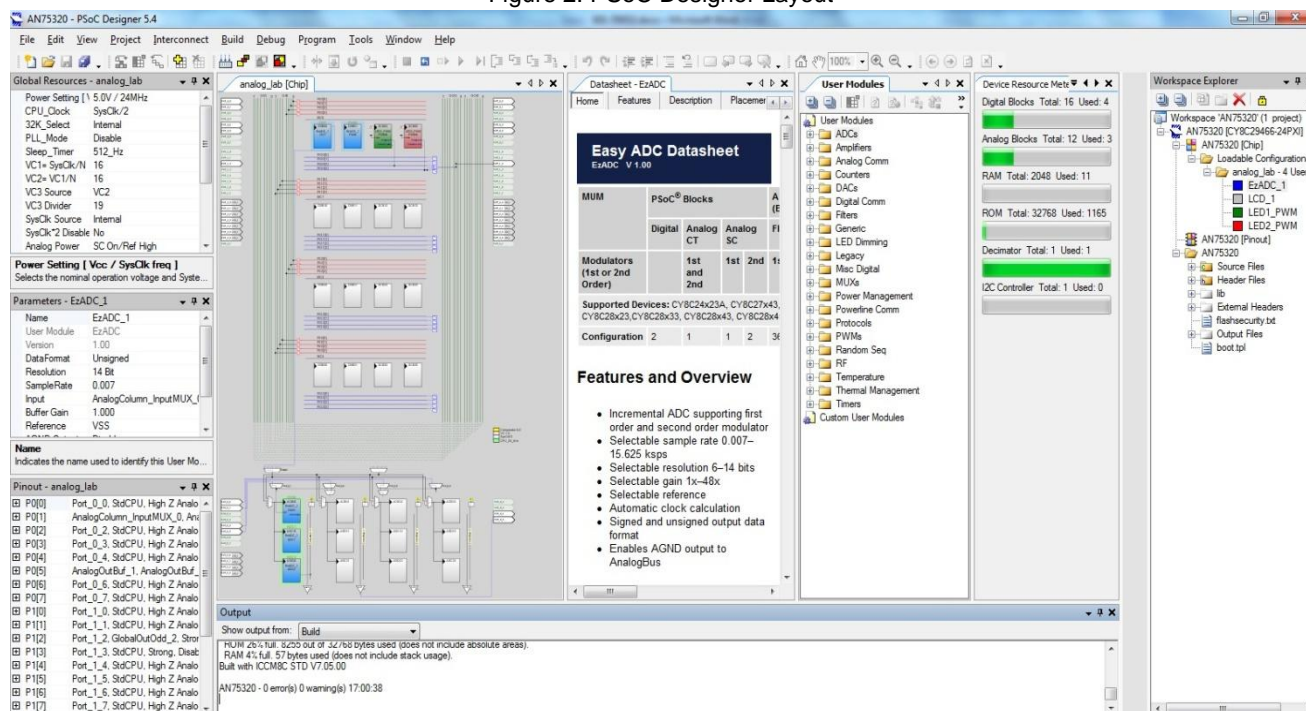 Figure 2. PSoC Designer Layout
AN75320 - PSoC Designer 5.4
File Edit View Project Interconnect Build Debug Program Tools Window Help
100%
Global Resources - analog_lab
Power Setting [ \ 5.0V / 24MHz
CPU_Clock SysClk/2
32K_Select Internal
PLL_Mode Disable
Sleep_Timer 512_Hz
VC1= SysClk/N 16
VC2= VC1/N 16
VC3 Source VC2
VC3 Divider 19
SysClk Source Internal
SysClk*2 Disable No
Analog Power SC On/Ref High
Power Setting [ Vcc / SysClk freq ]
Selects the nominal operation voltage and Syste...
Parameters - EzADC_1
Name EzADC_1
User Module EzADC
Version 1.00
DataFormat Unsigned
Resolution 14 Bit
SampleRate 0.007
Input AnalogColumn_InputMUX_(
Buffer Gain 1.000
Reference VSS
Name
Indicates the name used to identify this User Mo...
Pinout - analog_lab
P0[0] Port_0_0, StdCPU, High Z Analo
P0[1] AnalogColumn_InputMUX_0, Ana
P0[2] Port_0_2, StdCPU, High Z Analo
P0[3] Port_0_3, StdCPU, High Z Analo
P0[4] Port_0_4, StdCPU, High Z Analo
P0[5] AnalogOutBuf_1, AnalogOutBuf_
P0[6] Port_0_6, StdCPU, High Z Analo
P0[7] Port_0_7, StdCPU, High Z Analo
P1[0] Port_1_0, StdCPU, High Z Analo
P1[1] Port_1_1, StdCPU, High Z Analo
P1[2] Port_1_2, GlobalOutOdd_2, Stror
P1[3] Port_1_3, StdCPU, Strong, Disab
P1[4] Port_1_4, StdCPU, High Z Analo
P1[5] Port_1_5, StdCPU, High Z Analo
P1[6] Port_1_6, StdCPU, High Z Analo
P1[7] Port_1_7, StdCPU, High Z Analo
analog_lab [Chip]
Datasheet - EzADC
Home Features Description Placemer
Easy ADC Datasheet
EzADC V 1.00
MUM PSoC® Blocks A
(E
Digital Analog CT Analog SC Fl
Modulators (1st or 2nd Order) 1st and 2nd 1st 2nd 1s
Supported Devices: CY8C24x23A, CY8C27x43,
CY8C28x23,CY8C28x33, CY8C28x43, CY8C28x4
Configuration 2 1 1 2 36
Features and Overview
• Incremental ADC supporting first
order and second order modulator
• Selectable sample rate 0.007–
15.625 ksps
• Selectable resolution 6–14 bits
• Selectable gain 1x–48x
• Selectable reference
• Automatic clock calculation
• Signed and unsigned output data
format
• Enables AGND output to
AnalogBus
User Modules
User Modules
ADCs
Amplifiers
Analog Comm
Counters
DACs
Digital Comm
Filters
Generic
LED Dimming
Legacy
Misc Digital
MUXs
Power Management
Powerline Comm
Protocols
PWMs
Random Seq
RF
Temperature
Thermal Management
Timers
Custom User Modules
Device Resource Mete
Digital Blocks Total: 16 Used: 4
Analog Blocks Total: 12 Used: 3
RAM Total: 2048 Used: 11
ROM Total: 32768 Used: 1165
Decimator Total: 1 Used: 1
I2C Controller Total: 1 Used: 0
Workspace Explorer
Workspace 'AN75320' (1 project)
AN75320 [CY8C29466-24PXI]
AN75320 [Chip]
Loadable Configuration
analog_lab - 4 User
EzADC_1
LCD_1
LED1_PWM
LED2_PWM
AN75320 [Pinout]
AN75320
Source Files
Header Files
lib
External Headers
flashsecurity.txt
Output Files
boot.tpl
Output
Show output from: Build
ROM 26% full. 8255 out of 32768 bytes used (does not include absolute areas).
RAM 4% full. 57 bytes used (does not include stack usage).
Built with ICCM8C STD V7.05.00
AN75320 - 0 error(s) 0 warning(s) 17:00:38